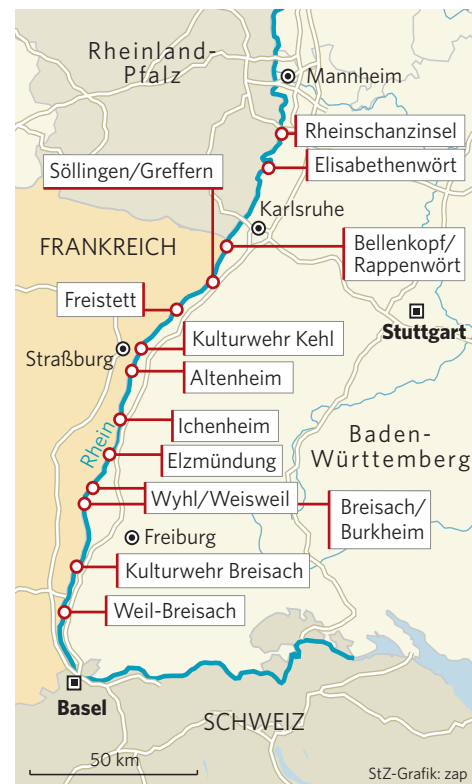 Rheinland-
Pfalz
Mannheim
Rheinschanzinsel
Söllingen/Greffern
Elisabethenwört
Karlsruhe
FRANKREICH
Bellenkopf/
Rappenwört
Freistett
Stuttgart
Kulturwehr Kehl
Straßburg
Altenheim
Rhein
Ichenheim
Baden-
Württemberg
Elzmündung
Wyhl/Weisweil
Breisach/
Burkheim
Freiburg
Kulturwehr Breisach
Weil-Breisach
Basel
SCHWEIZ
50 km
StZ-Grafik: zap